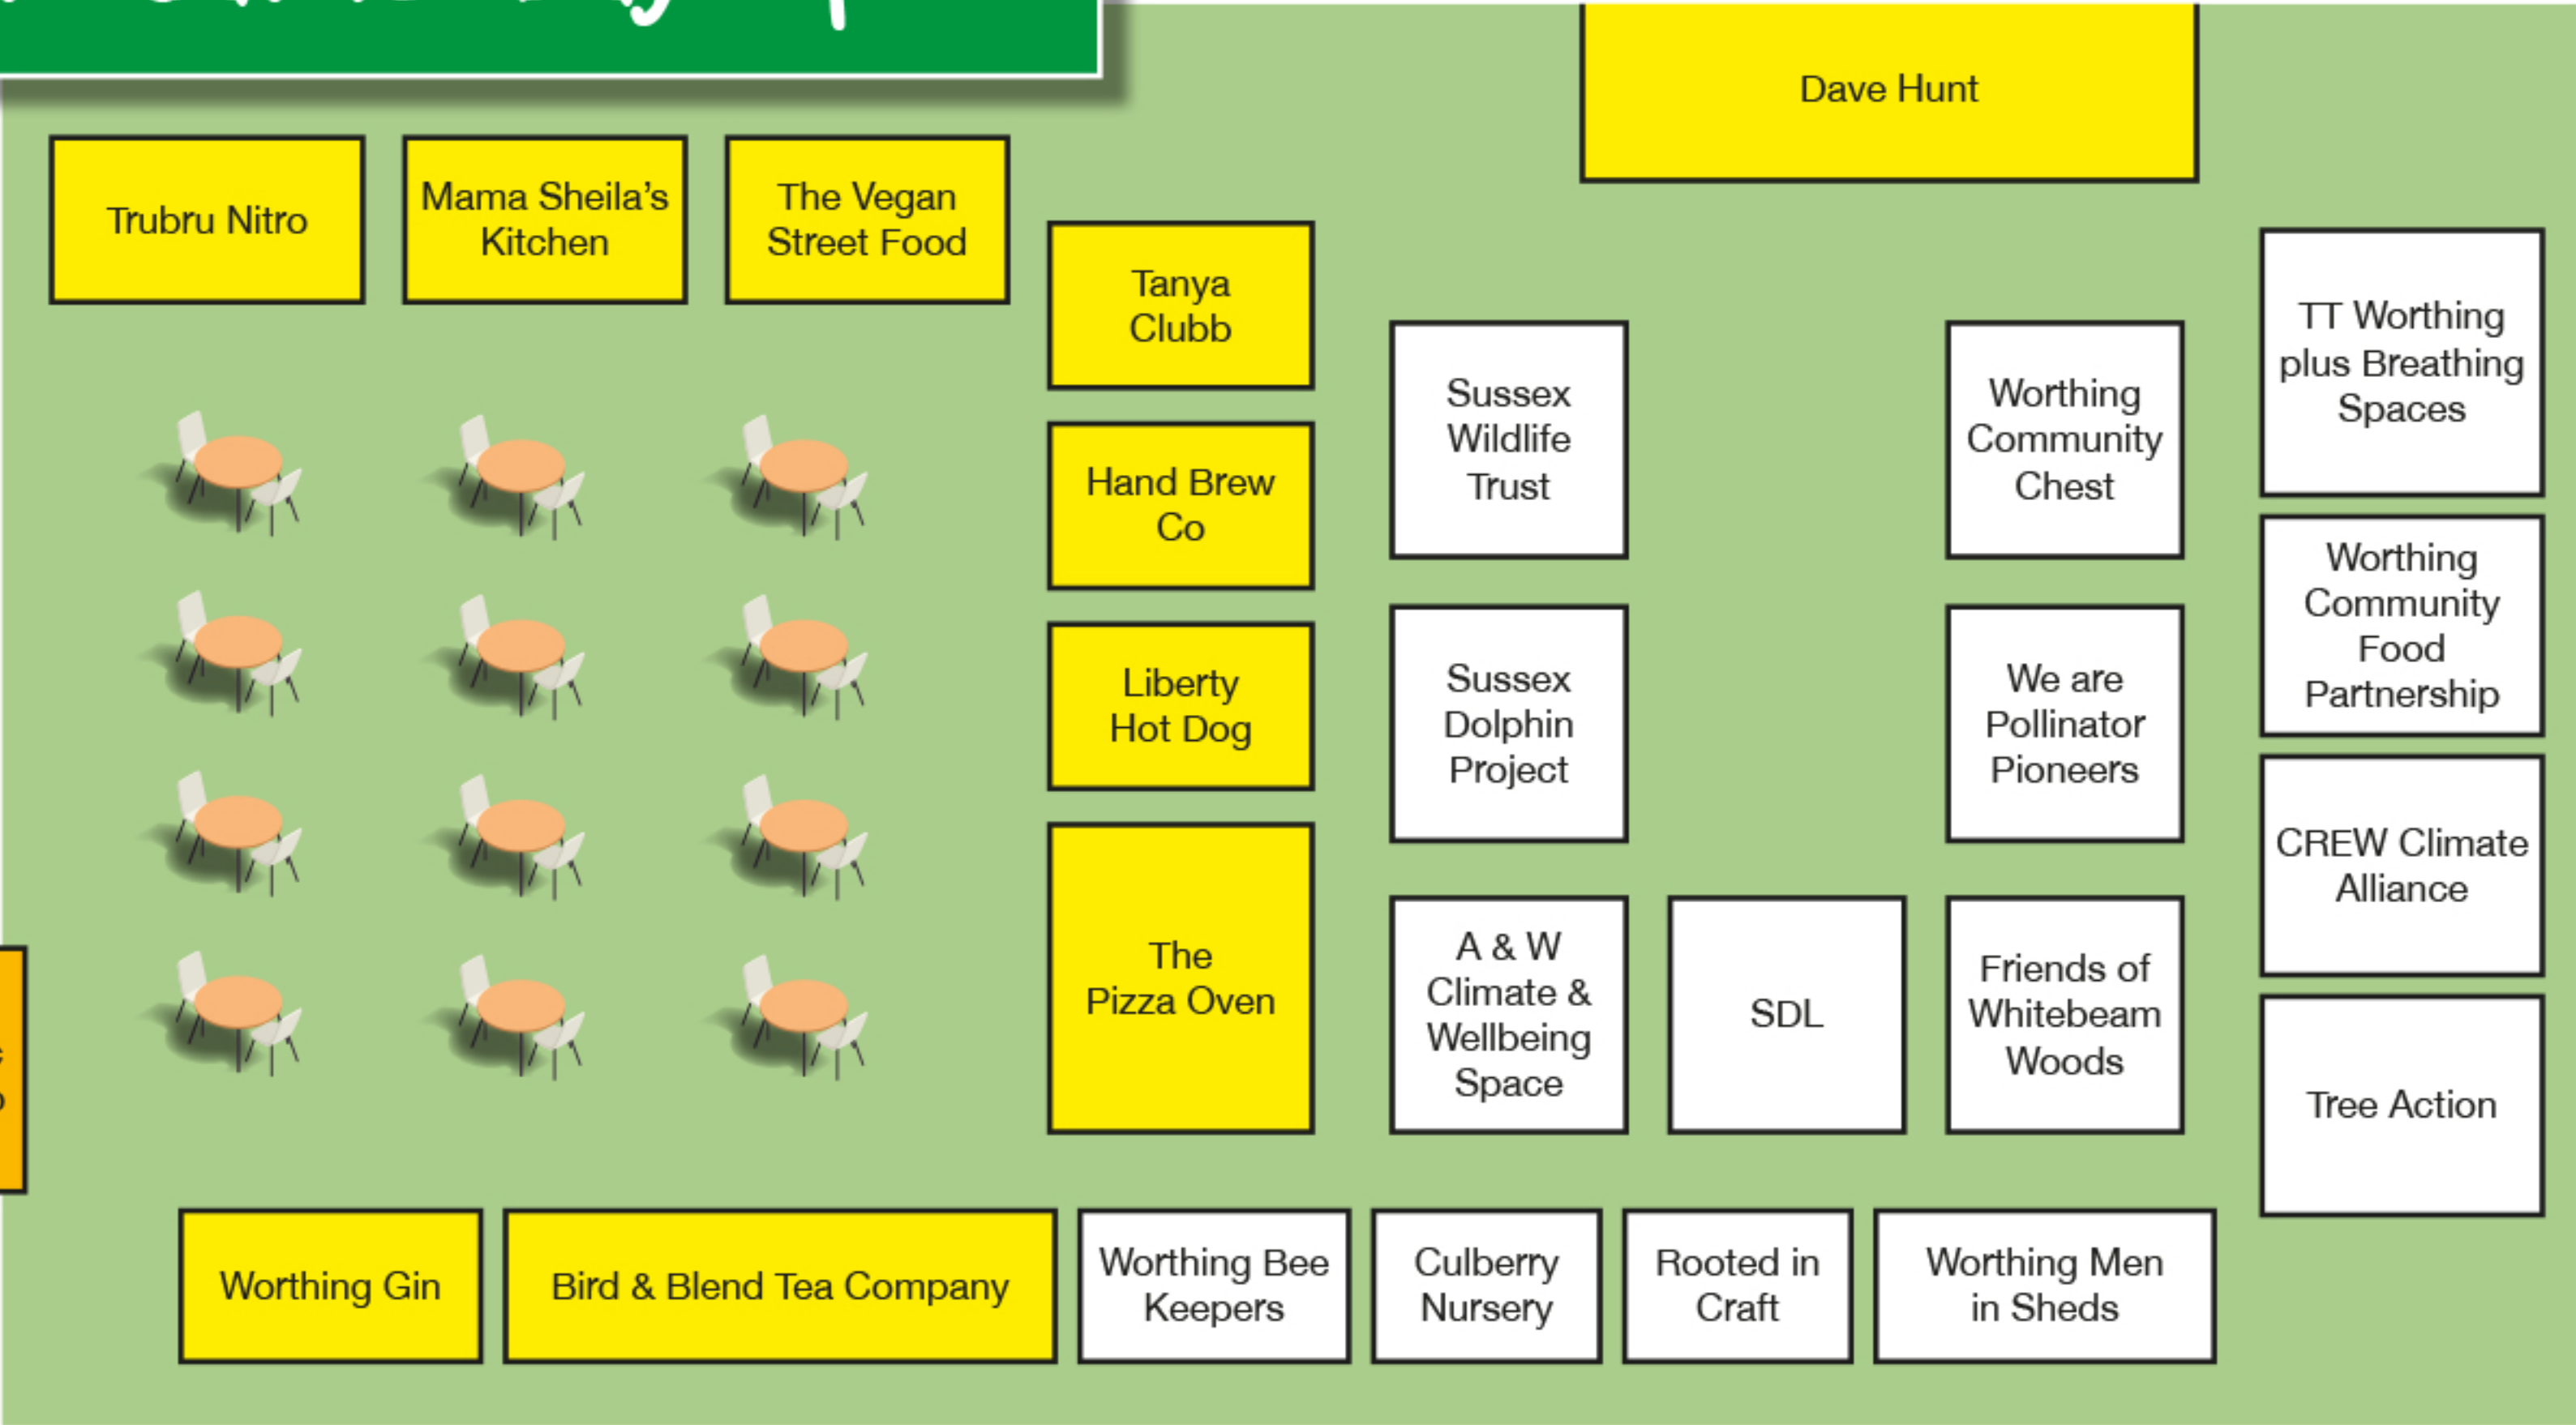 Dave Hunt
Trubru Nitro
Mama Sheila’s
Kitchen
The Vegan
Street Food
Tanya
Clubb
Hand Brew
Co
Liberty
Hot Dog
The
Pizza Oven
Sussex
Wildlife
Trust
Sussex
Dolphin
Project
A & W
Climate &
Wellbeing
Space
SDL
Worthing
Community
Chest
We are
Pollinator
Pioneers
Friends of
Whitebeam
Woods
TT Worthing
plus Breathing
Spaces
Worthing
Community
Food
Partnership
CREW Climate
Alliance
Tree Action
Worthing Gin
Bird & Blend Tea Company
Worthing Bee
Keepers
Culberry
Nursery
Rooted in
Craft
Worthing Men
in Sheds